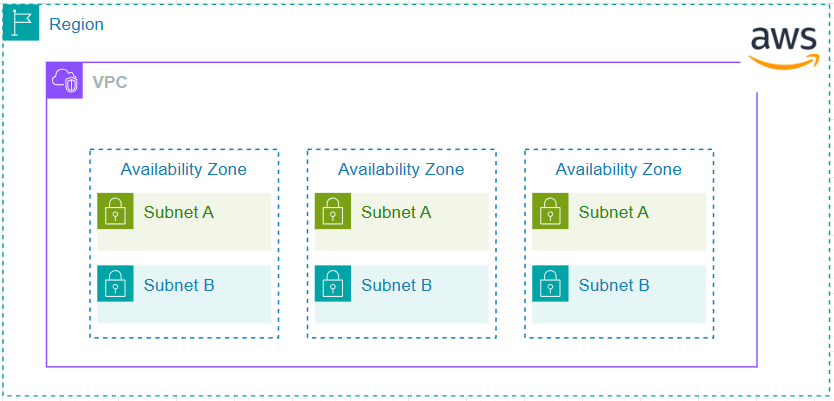 Region
aws
VPC
Availability Zone
Availability Zone
Availability Zone
Subnet A
Subnet A
Subnet A
Subnet B
Subnet B
Subnet B